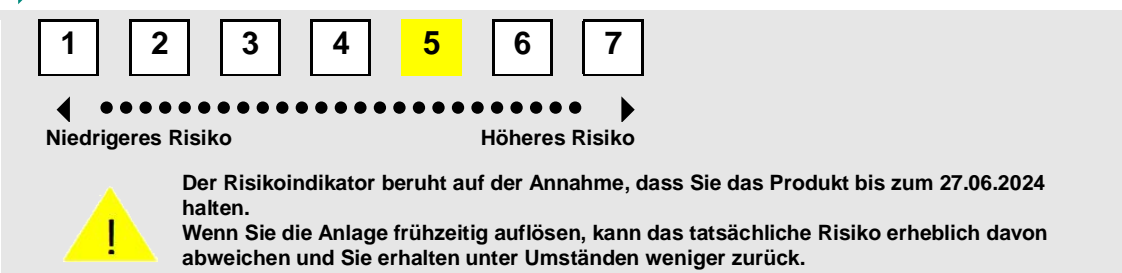 1 2 3 4 5 6 7
Niedrigeres Risiko Höheres Risiko
Der Risikoindikator beruht auf der Annahme, dass Sie das Produkt bis zum 27.06.2024
halten.
Wenn Sie die Anlage frühzeitig auflösen, kann das tatsächliche Risiko erheblich davon
abweichen und Sie erhalten unter Umständen weniger zurück.
!